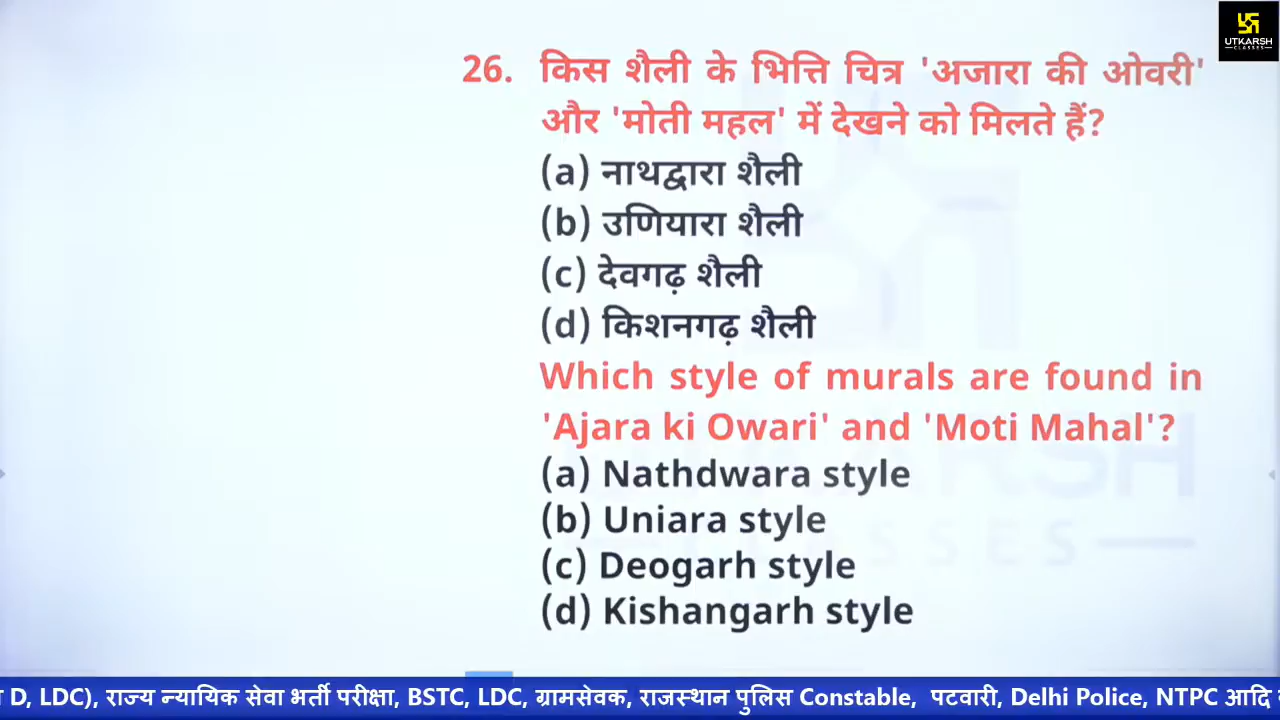 UTKARSH
CLASSES
26. किस शैली के भित्ति चित्र 'अजारा की ओवरी'
और 'मोती महल' में देखने को मिलते हैं?
(a) नाथद्वारा शैली
(b) उणियारा शैली
(c) देवगढ़ शैली
(d) किशनगढ़ शैली
Which style of murals are found in
'Ajara ki Owari' and 'Moti Mahal'?
(a) Nathdwara style
(b) Uniara style
(c) Deogarh style
(d) Kishangarh style
D, LDC), राज्य न्यायिक सेवा भर्ती परीक्षा, BSTC, LDC, ग्रामसेवक, राजस्थान पुलिस Constable, पटवारी, Delhi Police, NTPC आदि